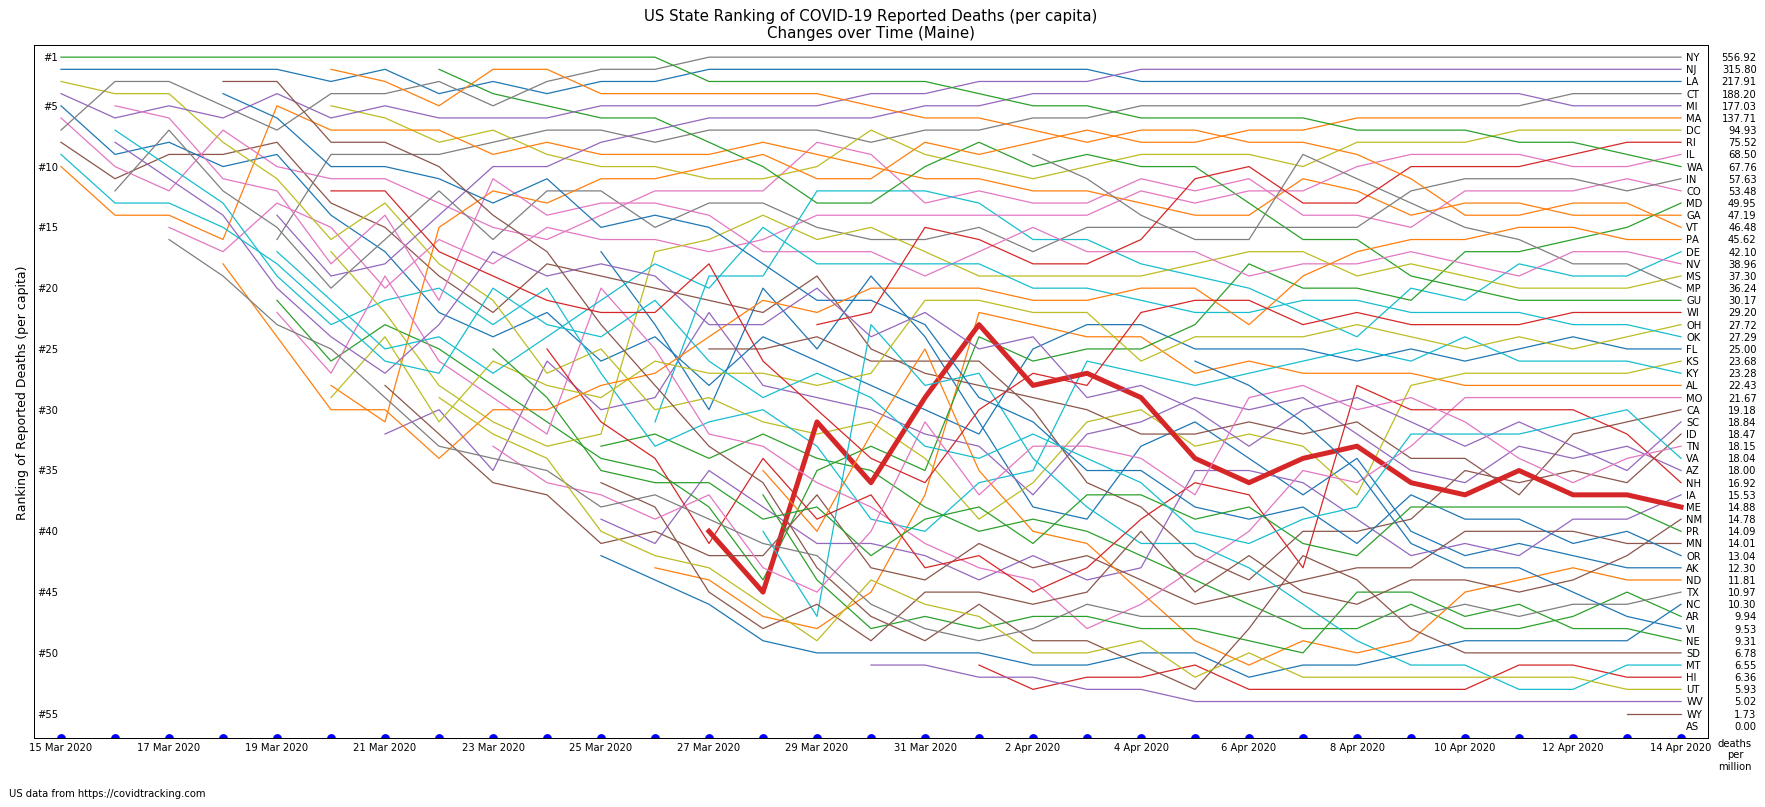 US State Ranking of COVID-19 Reported Deaths (per capita)
Changes over Time (Maine)
Ranking of Reported Deaths (per capita)
#1
#5
#10
#15
#20
#25
#30
#35
#40
#45
#50
#55
NY 556.92
NJ 315.80
LA 217.91
CT 188.20
MI 177.03
MA 137.71
DC 94.93
RI 75.52
IL 68.50
WA 67.76
IN 57.63
CO 53.48
MD 49.95
GA 47.19
VT 46.48
PA 45.62
DE 42.10
NV 38.96
MS 37.30
MP 36.24
GU 30.17
WI 29.20
OH 27.72
OK 27.29
FL 25.00
KS 23.68
KY 23.28
AL 22.43
MO 21.67
CA 19.18
SC 18.84
ID 18.47
TN 18.15
VA 18.04
AZ 18.00
NH 16.92
IA 15.53
ME 14.88
NM 14.78
PR 14.09
MN 14.01
OR 13.04
AK 12.30
ND 11.81
TX 10.97
NC 10.30
AR 9.94
VI 9.53
NE 9.31
SD 6.78
MT 6.55
HI 6.36
UT 5.93
WV 5.02
WY 1.73
AS 0.00
15 Mar 2020 17 Mar 2020 19 Mar 2020 21 Mar 2020 23 Mar 2020 25 Mar 2020 27 Mar 2020 29 Mar 2020 31 Mar 2020 2 Apr 2020 4 Apr 2020 6 Apr 2020 8 Apr 2020 10 Apr 2020 12 Apr 2020 14 Apr 2020
deaths
per
million
US data from https://covidtracking.com